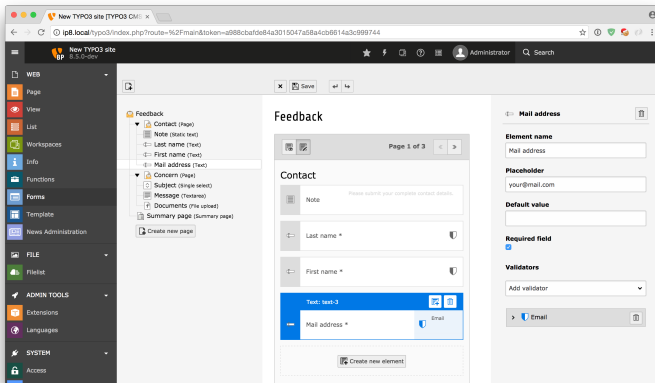 New TYPO3 site [TYPO3 CMS
ip8.local/typo3/index.php?route=%2Fmain&token=a988cbafde84a3015047a58a4cb6614a3c999744
New TYPO3 site
8.5.0-dev
BP
Administrator
Search
WEB
Page
View
List
Workspaces
Info
Functions
Forms
Template
News Administration
FILE
Filelist
ADMIN TOOLS
Extensions
Languages
SYSTEM
Access
Feedback
Contact (Page)
Note (Static text)
Last name (Text)
First name (Text)
Mail address (Text)
Concern (Page)
Subject (Single select)
Message (Textarea)
Documents (File upload)
Summary page (Summary page)
Create new page
Save
Feedback
Page 1 of 3
Contact
Note
Please submit your complete contact details.
Last name *
First name *
Text: text-3
Mail address *
Email
Create new element
Mail address
Element name
Mail address
Placeholder
your@mail.com
Default value
Required field
Validators
Add validator
Email